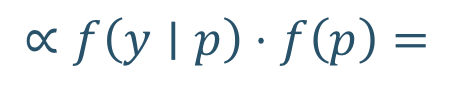 ∝ f(y | p) · f(p) =